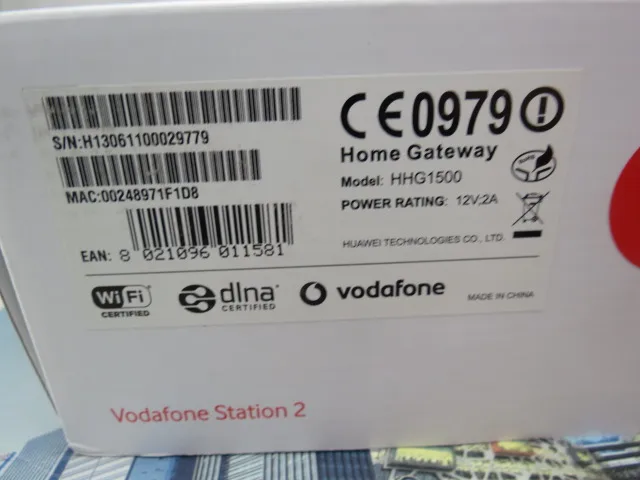 S/N:H13061100029779
MAC:00248971F1D8
EAN: 8 021096 011581
CE0979
Home Gateway
Model: HHG1500
POWER RATING: 12V;2A
HUAWEI TECHNOLOGIES CO., LTD.
WiFi CERTIFIED
dlna CERTIFIED
vodafone
MADE IN CHINA
Vodafone Station 2